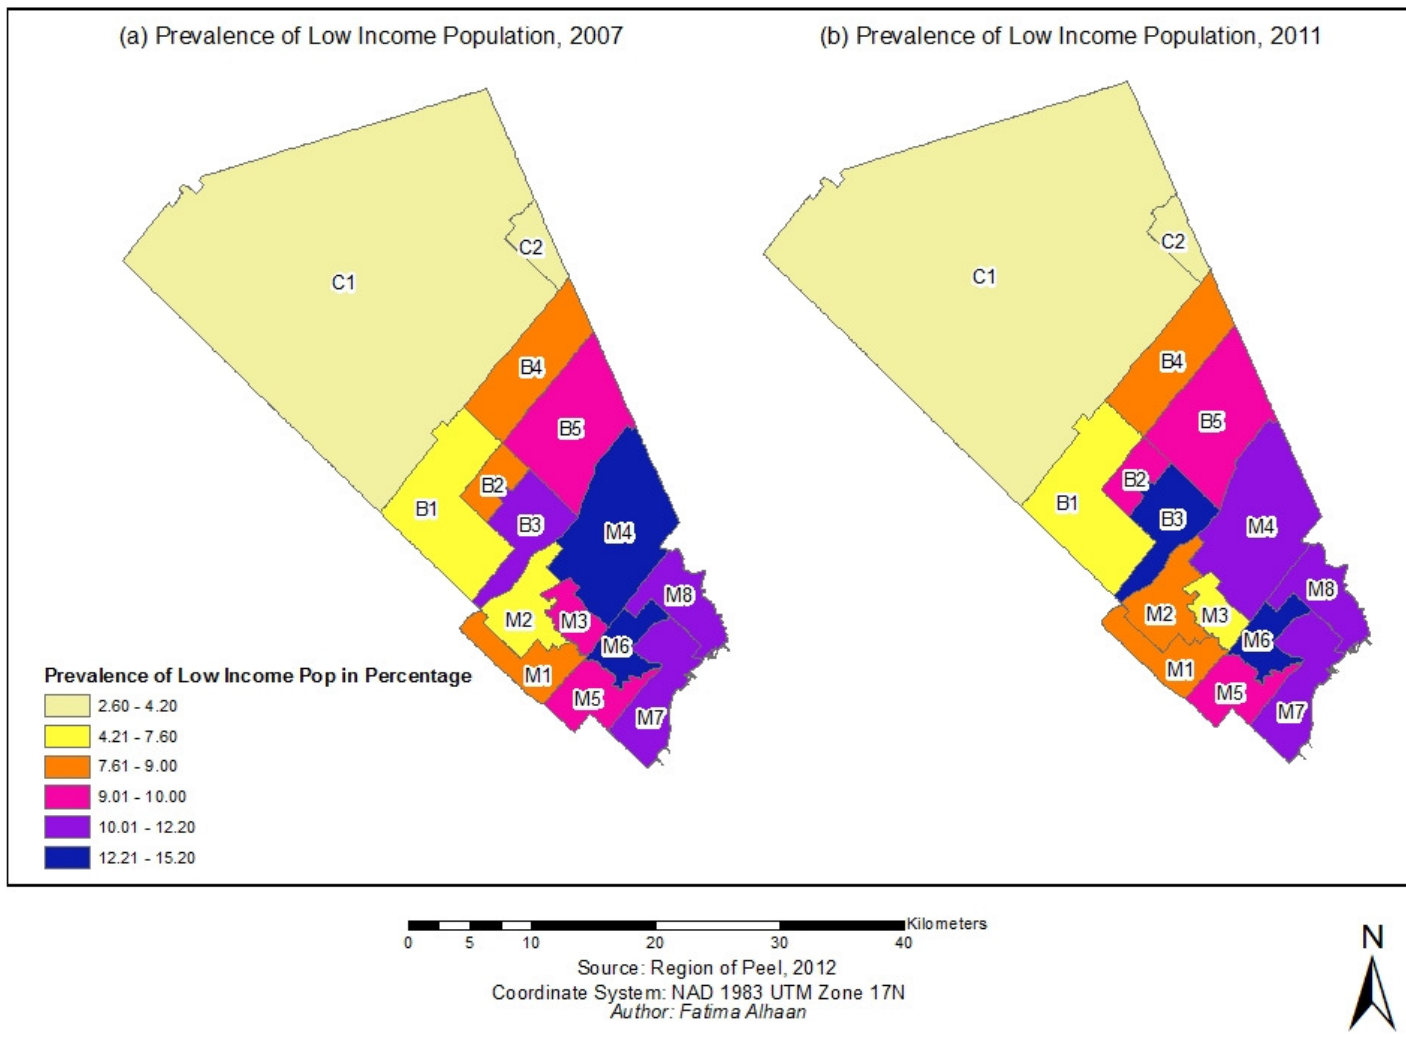 (a) Prevalence of Low Income Population, 2007
(b) Prevalence of Low Income Population, 2011
C1
C2
B4
B5
B2
B1
B3
M4
M8
M2
M3
M6
M1
M5
M7
C1
C2
B4
B5
B2
B1
B3
M4
M8
M2
M3
M6
M1
M5
M7
Prevalence of Low Income Pop in Percentage
2.60 - 4.20
4.21 - 7.60
7.61 - 9.00
9.01 - 10.00
10.01 - 12.20
12.21 - 15.20
Kilometers
0 5 10 20 30 40
Source: Region of Peel, 2012
Coordinate System: NAD 1983 UTM Zone 17N
Author: Fatima Alhaan
N